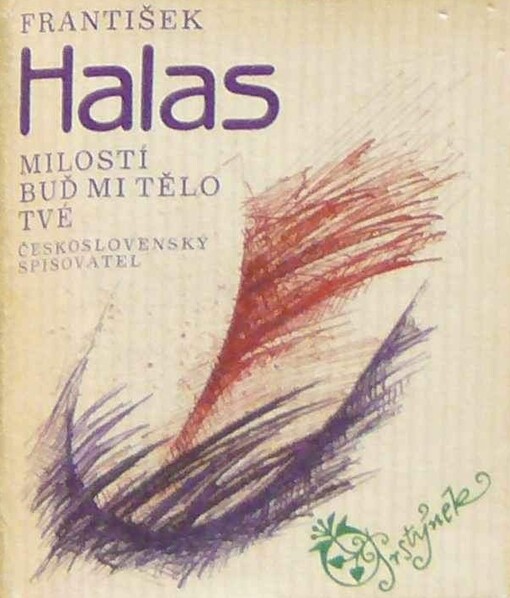 FRANTIŠEK
Halas
MILOSTÍ
BUĎ MI TĚLO
TVÉ
ČESKOSLOVENSKÝ
SPISOVATEL
Prstýnek